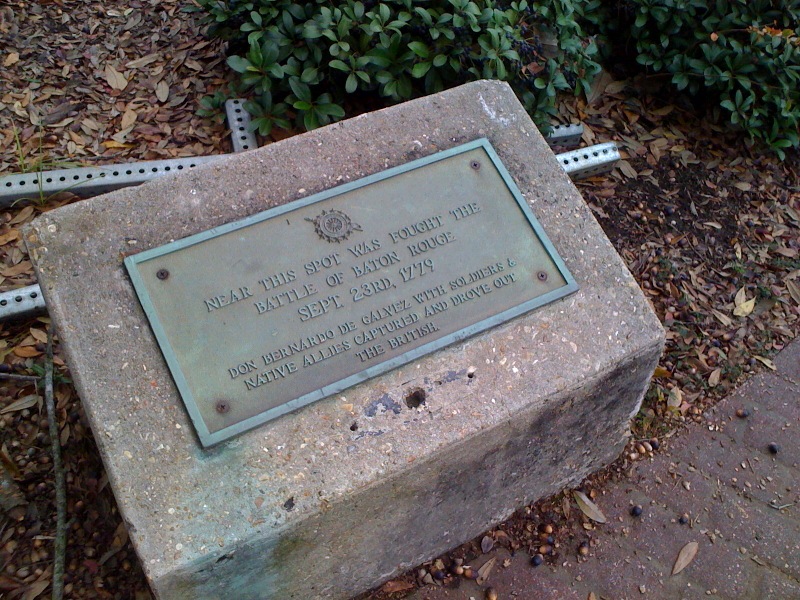 NEAR THIS SPOT WAS FOUGHT THE
BATTLE OF BATON ROUGE
SEPT. 23RD, 1779
DON BERNARDO DE GALVEZ WITH SOLDIERS &
NATIVE ALLIES CAPTURED AND DROVE OUT
THE BRITISH.